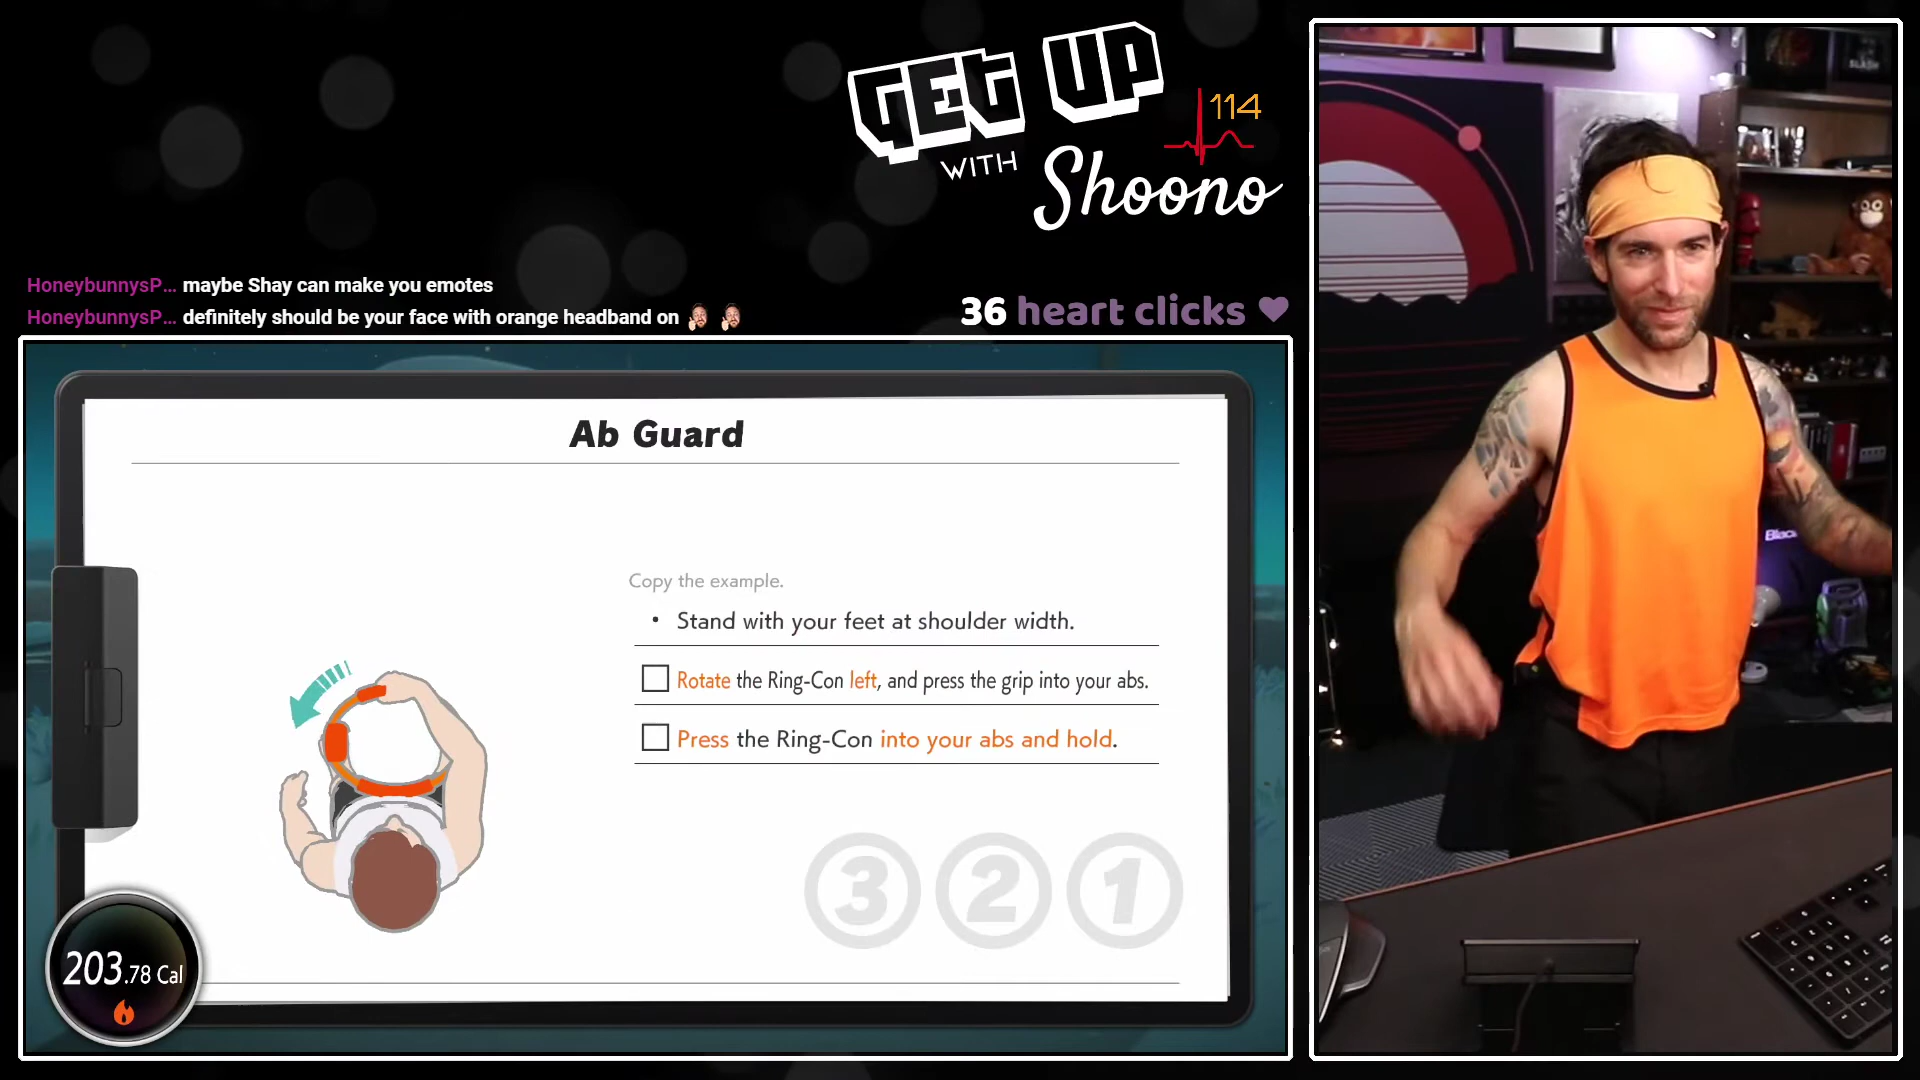 GET UP
114
WITH
Shoono
HoneybunnysP... maybe Shay can make you emotes
HoneybunnysP... definitely should be your face with orange headband on
36 heart clicks
Ab Guard
Copy the example.
• Stand with your feet at shoulder width.
Rotate the Ring-Con left, and press the grip into your abs.
Press the Ring-Con into your abs and hold.
3 2 1
203.78 Cal